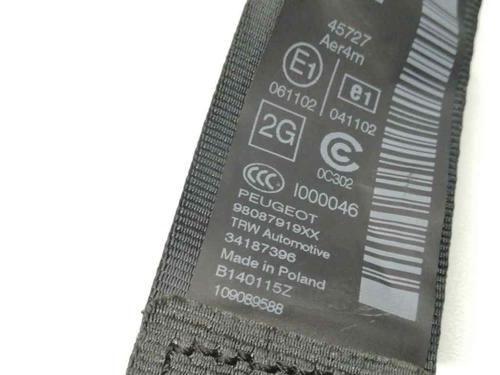 45727
Aer4m
E1 e1
061102 041102
2G C
0C302
CCC I000046
PEUGEOT
98087919XX
TRW Automotive
34187396
Made in Poland
B140115Z
109089588